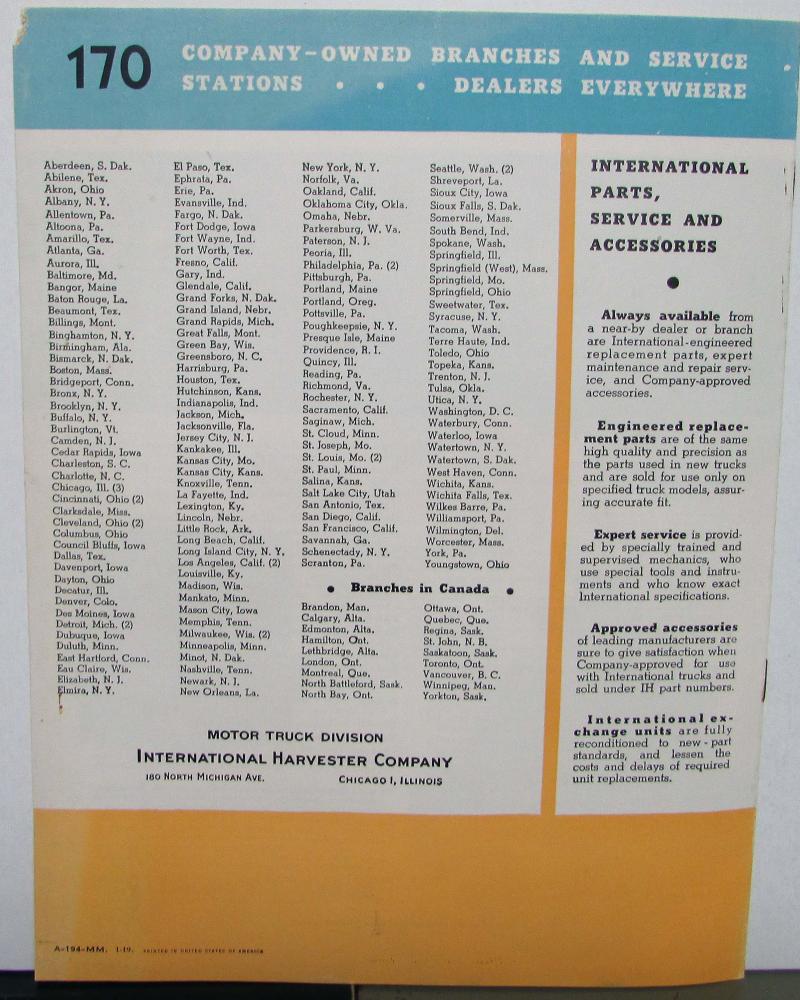 170
COMPANY-OWNED BRANCHES AND SERVICE
STATIONS • • • DEALERS EVERYWHERE
Aberdeen, S. Dak.
Abilene, Tex.
Akron, Ohio
Albany, N. Y.
Allentown, Pa.
Altoona, Pa.
Amarillo, Tex.
Atlanta, Ga.
Aurora, Ill.
Baltimore, Md.
Bangor, Maine
Baton Rouge, La.
Beaumont, Tex.
Billings, Mont.
Binghamton, N. Y.
Birmingham, Ala.
Bismarck, N. Dak.
Boston, Mass.
Bridgeport, Conn.
Bronx, N. Y.
Brooklyn, N. Y.
Buffalo, N. Y.
Burlington, Vt.
Camden, N. J.
Cedar Rapids, Iowa
Charleston, S. C.
Charlotte, N. C.
Chicago, Ill. (3)
Cincinnati, Ohio (2)
Clarksdale, Miss.
Cleveland, Ohio (2)
Columbus, Ohio
Council Bluffs, Iowa
Dallas, Tex.
Davenport, Iowa
Dayton, Ohio
Decatur, Ill.
Denver, Colo.
Des Moines, Iowa
Detroit, Mich. (2)
Dubuque, Iowa
Duluth, Minn.
East Hartford, Conn.
Eau Claire, Wis.
Elizabeth, N. J.
Elmira, N. Y.
El Paso, Tex.
Ephrata, Pa.
Erie, Pa.
Evansville, Ind.
Fargo, N. Dak.
Fort Dodge, Iowa
Fort Wayne, Ind.
Fort Worth, Tex.
Fresno, Calif.
Gary, Ind.
Glendale, Calif.
Grand Forks, N. Dak.
Grand Island, Nebr.
Grand Rapids, Mich.
Great Falls, Mont.
Green Bay, Wis.
Greensboro, N. C.
Harrisburg, Pa.
Houston, Tex.
Hutchinson, Kans.
Indianapolis, Ind.
Jackson, Mich.
Jacksonville, Fla.
Jersey City, N. J.
Kankakee, Ill.
Kansas City, Mo.
Kansas City, Kans.
Knoxville, Tenn.
La Fayette, Ind.
Lexington, Ky.
Lincoln, Nebr.
Little Rock, Ark.
Long Beach, Calif.
Long Island City, N. Y.
Los Angeles, Calif. (2)
Louisville, Ky.
Madison, Wis.
Mankato, Minn.
Mason City, Iowa
Memphis, Tenn.
Milwaukee, Wis. (2)
Minneapolis, Minn.
Minot, N. Dak.
Nashville, Tenn.
Newark, N. J.
New Orleans, La.
New York, N. Y.
Norfolk, Va.
Oakland, Calif.
Oklahoma City, Okla.
Omaha, Nebr.
Parkersburg, W. Va.
Paterson, N. J.
Peoria, Ill.
Philadelphia, Pa. (2)
Pittsburgh, Pa.
Portland, Maine
Portland, Oreg.
Pottsville, Pa.
Poughkeepsie, N. Y.
Presque Isle, Maine
Providence, R. I.
Quincy, Ill.
Reading, Pa.
Richmond, Va.
Rochester, N. Y.
Sacramento, Calif.
Saginaw, Mich.
St. Cloud, Minn.
St. Joseph, Mo.
St. Louis, Mo. (2)
St. Paul, Minn.
Salina, Kans.
Salt Lake City, Utah
San Antonio, Tex.
San Diego, Calif.
San Francisco, Calif.
Savannah, Ga.
Schenectady, N. Y.
Scranton, Pa.
Seattle, Wash. (2)
Shreveport, La.
Sioux City, Iowa
Sioux Falls, S. Dak.
Somerville, Mass.
South Bend, Ind.
Spokane, Wash.
Springfield, Ill.
Springfield (West), Mass.
Springfield, Mo.
Springfield, Ohio
Sweetwater, Tex.
Syracuse, N. Y.
Tacoma, Wash.
Terre Haute, Ind.
Toledo, Ohio
Topeka, Kans.
Trenton, N. J.
Tulsa, Okla.
Utica, N. Y.
Washington, D. C.
Waterbury, Conn.
Waterloo, Iowa
Watertown, N. Y.
Watertown, S. Dak.
West Haven, Conn.
Wichita, Kans.
Wichita Falls, Tex.
Wilkes Barre, Pa.
Williamsport, Pa.
Wilmington, Del.
Worcester, Mass.
York, Pa.
Youngstown, Ohio
• Branches in Canada •
Brandon, Man.
Calgary, Alta.
Edmonton, Alta.
Hamilton, Ont.
Lethbridge, Alta.
London, Ont.
Montreal, Que.
North Battleford, Sask.
North Bay, Ont.
Ottawa, Ont.
Quebec, Que.
Regina, Sask.
St. John, N. B.
Saskatoon, Sask.
Toronto, Ont.
Vancouver, B. C.
Winnipeg, Man.
Yorkton, Sask.
MOTOR TRUCK DIVISION
INTERNATIONAL HARVESTER COMPANY
180 NORTH MICHIGAN AVE. CHICAGO 1, ILLINOIS
INTERNATIONAL
PARTS,
SERVICE AND
ACCESSORIES
•
Always available from
a near-by dealer or branch
are International-engineered
replacement parts, expert
maintenance and repair serv-
ice, and Company-approved
accessories.
Engineered replace-
ment parts are of the same
high quality and precision as
the parts used in new trucks
and are sold for use only on
specified truck models, assur-
ing accurate fit.
Expert service is provid-
ed by specially trained and
supervised mechanics, who
use special tools and instru-
ments and who know exact
International specifications.
Approved accessories
of leading manufacturers are
sure to give satisfaction when
Company-approved for use
with International trucks and
sold under IH part numbers.
International ex-
change units are fully
reconditioned to new-part
standards, and lessen the
costs and delays of required
unit replacements.
A-194-MM. 1-19. PRINTED IN UNITED STATES OF AMERICA